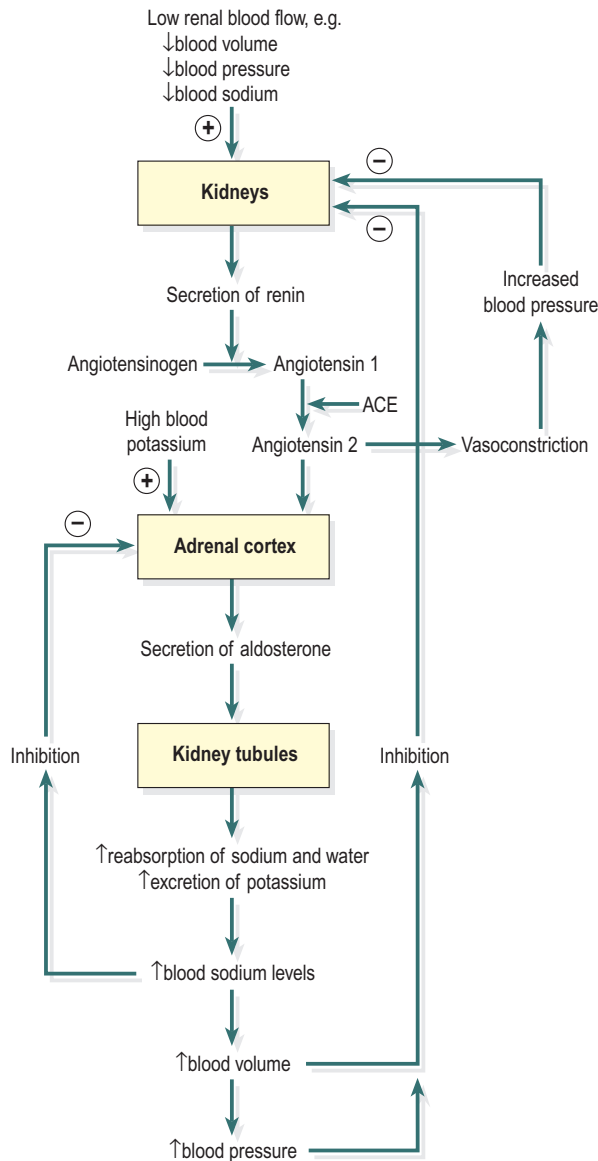 Low renal blood flow, e.g.
↓blood volume
↓blood pressure
↓blood sodium
+
−
Kidneys
−
Increased
blood pressure
Secretion of renin
Angiotensinogen
Angiotensin 1
ACE
High blood
potassium
Angiotensin 2
Vasoconstriction
+
−
Adrenal cortex
Secretion of aldosterone
Inhibition
Kidney tubules
Inhibition
↑reabsorption of sodium and water
↑excretion of potassium
↑blood sodium levels
↑blood volume
↑blood pressure